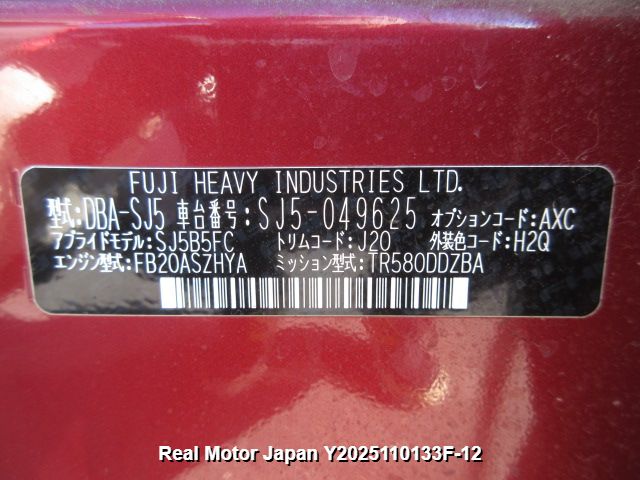 FUJI HEAVY INDUSTRIES LTD.
型式:DBA-SJ5 車台番号:SJ5-049625 オプションコード:AXC
アプライドモデル:SJ5B5FC トリムコード:J20 外装色コード:H2Q
エンジン型式:FB20ASZHYA ミッション型式:TR580DDZBA
Real Motor Japan Y2025110133F-12